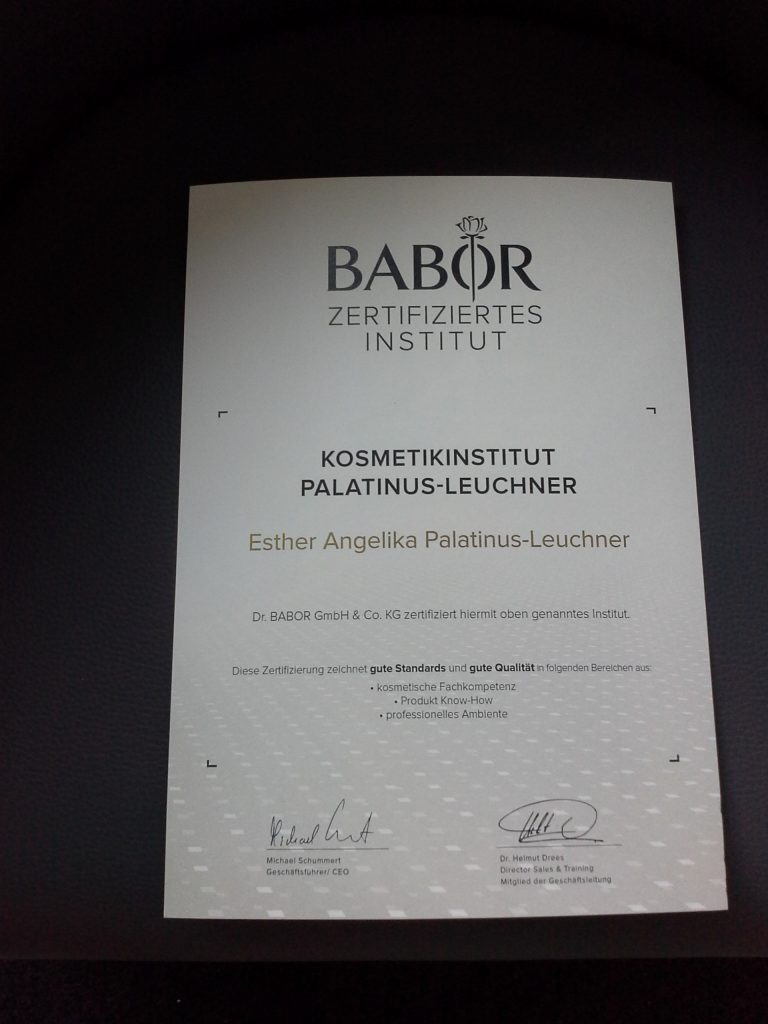 BABOR
ZERTIFIZIERTES
INSTITUT
KOSMETIKINSTITUT
PALATINUS-LEUCHNER
Esther Angelika Palatinus-Leuchner
Dr. BABOR GmbH & Co. KG zertifiziert hiermit oben genanntes Institut.
Diese Zertifizierung zeichnet gute Standards und gute Qualität in folgenden Bereichen aus:
• kosmetische Fachkompetenz
• Produkt Know-How
• professionelles Ambiente
Michael Schummert
Geschäftsführer/ CEO
Dr. Helmut Drees
Director Sales & Training
Mitglied der Geschäftsleitung